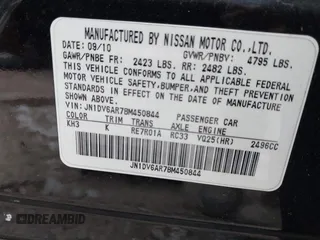 MANUFACTURED BY NISSAN MOTOR CO.,LTD.
DATE: 09/10 GVWR/PNBV: 4795 LBS.
GAWR/PNBE FR: 2423 LBS. RR: 2482 LBS.
THIS VEHICLE CONFORMS TO ALL APPLICABLE FEDERAL
MOTOR VEHICLE SAFETY, BUMPER, AND THEFT PREVENTION
STANDARDS IN EFFECT ON THE DATE OF MANUFACTURE
SHOWN ABOVE.
VIN: JN1DV6AR7BM450844 PASSENGER CAR
COLOR TRIM TRANS AXLE ENGINE
KH3 K RE7R01A RC33 VQ25(HR) 2496CC
JN1DV6AR7BM450844
DREAMBID